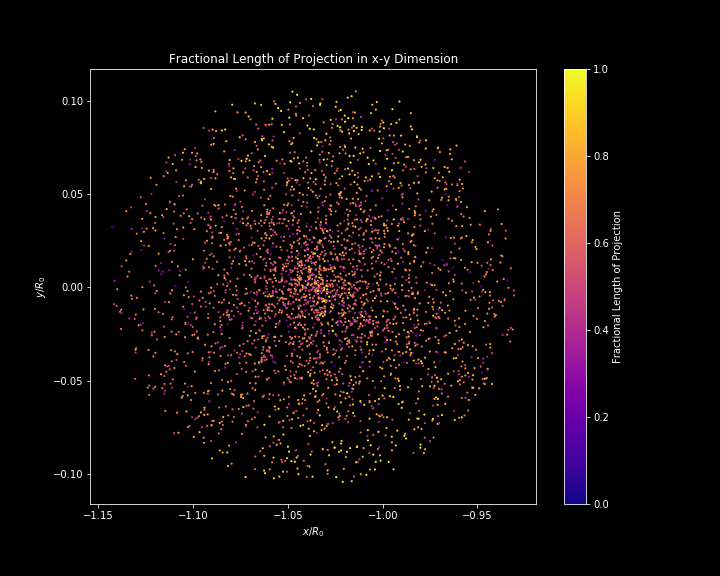 Fractional Length of Projection in x-y Dimension
1.0
0.10
0.8
0.05
0.6
y/R₀
0.00
Fractional Length of Projection
0.4
−0.05
0.2
−0.10
0.0
−1.15 −1.10 −1.05 −1.00 −0.95
x/R₀